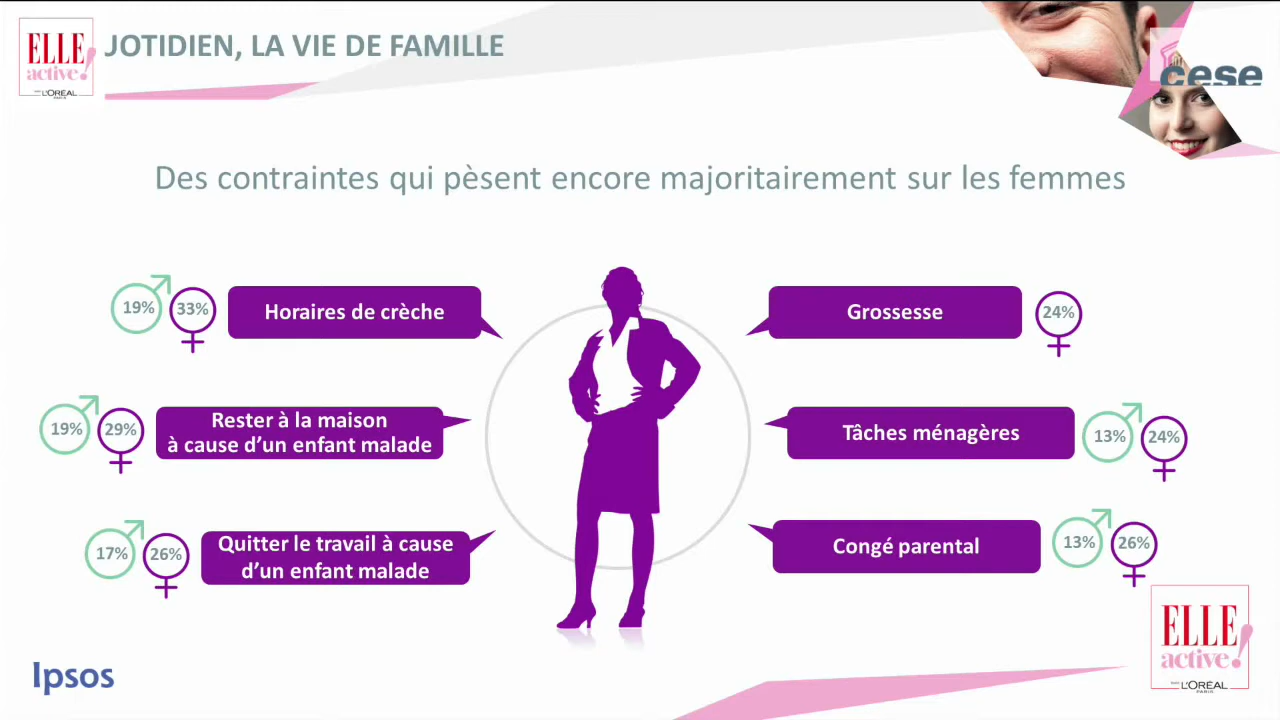 ELLE
active!
L'ORÉAL
PARIS
JOTIDIEN, LA VIE DE FAMILLE
cese
Des contraintes qui pèsent encore majoritairement sur les femmes
19%
33%
Horaires de crèche
Grossesse
24%
19%
29%
Rester à la maison
à cause d'un enfant malade
Tâches ménagères
13%
24%
17%
26%
Quitter le travail à cause
d'un enfant malade
Congé parental
13%
26%
Ipsos
ELLE
active!
L'ORÉAL
PARIS